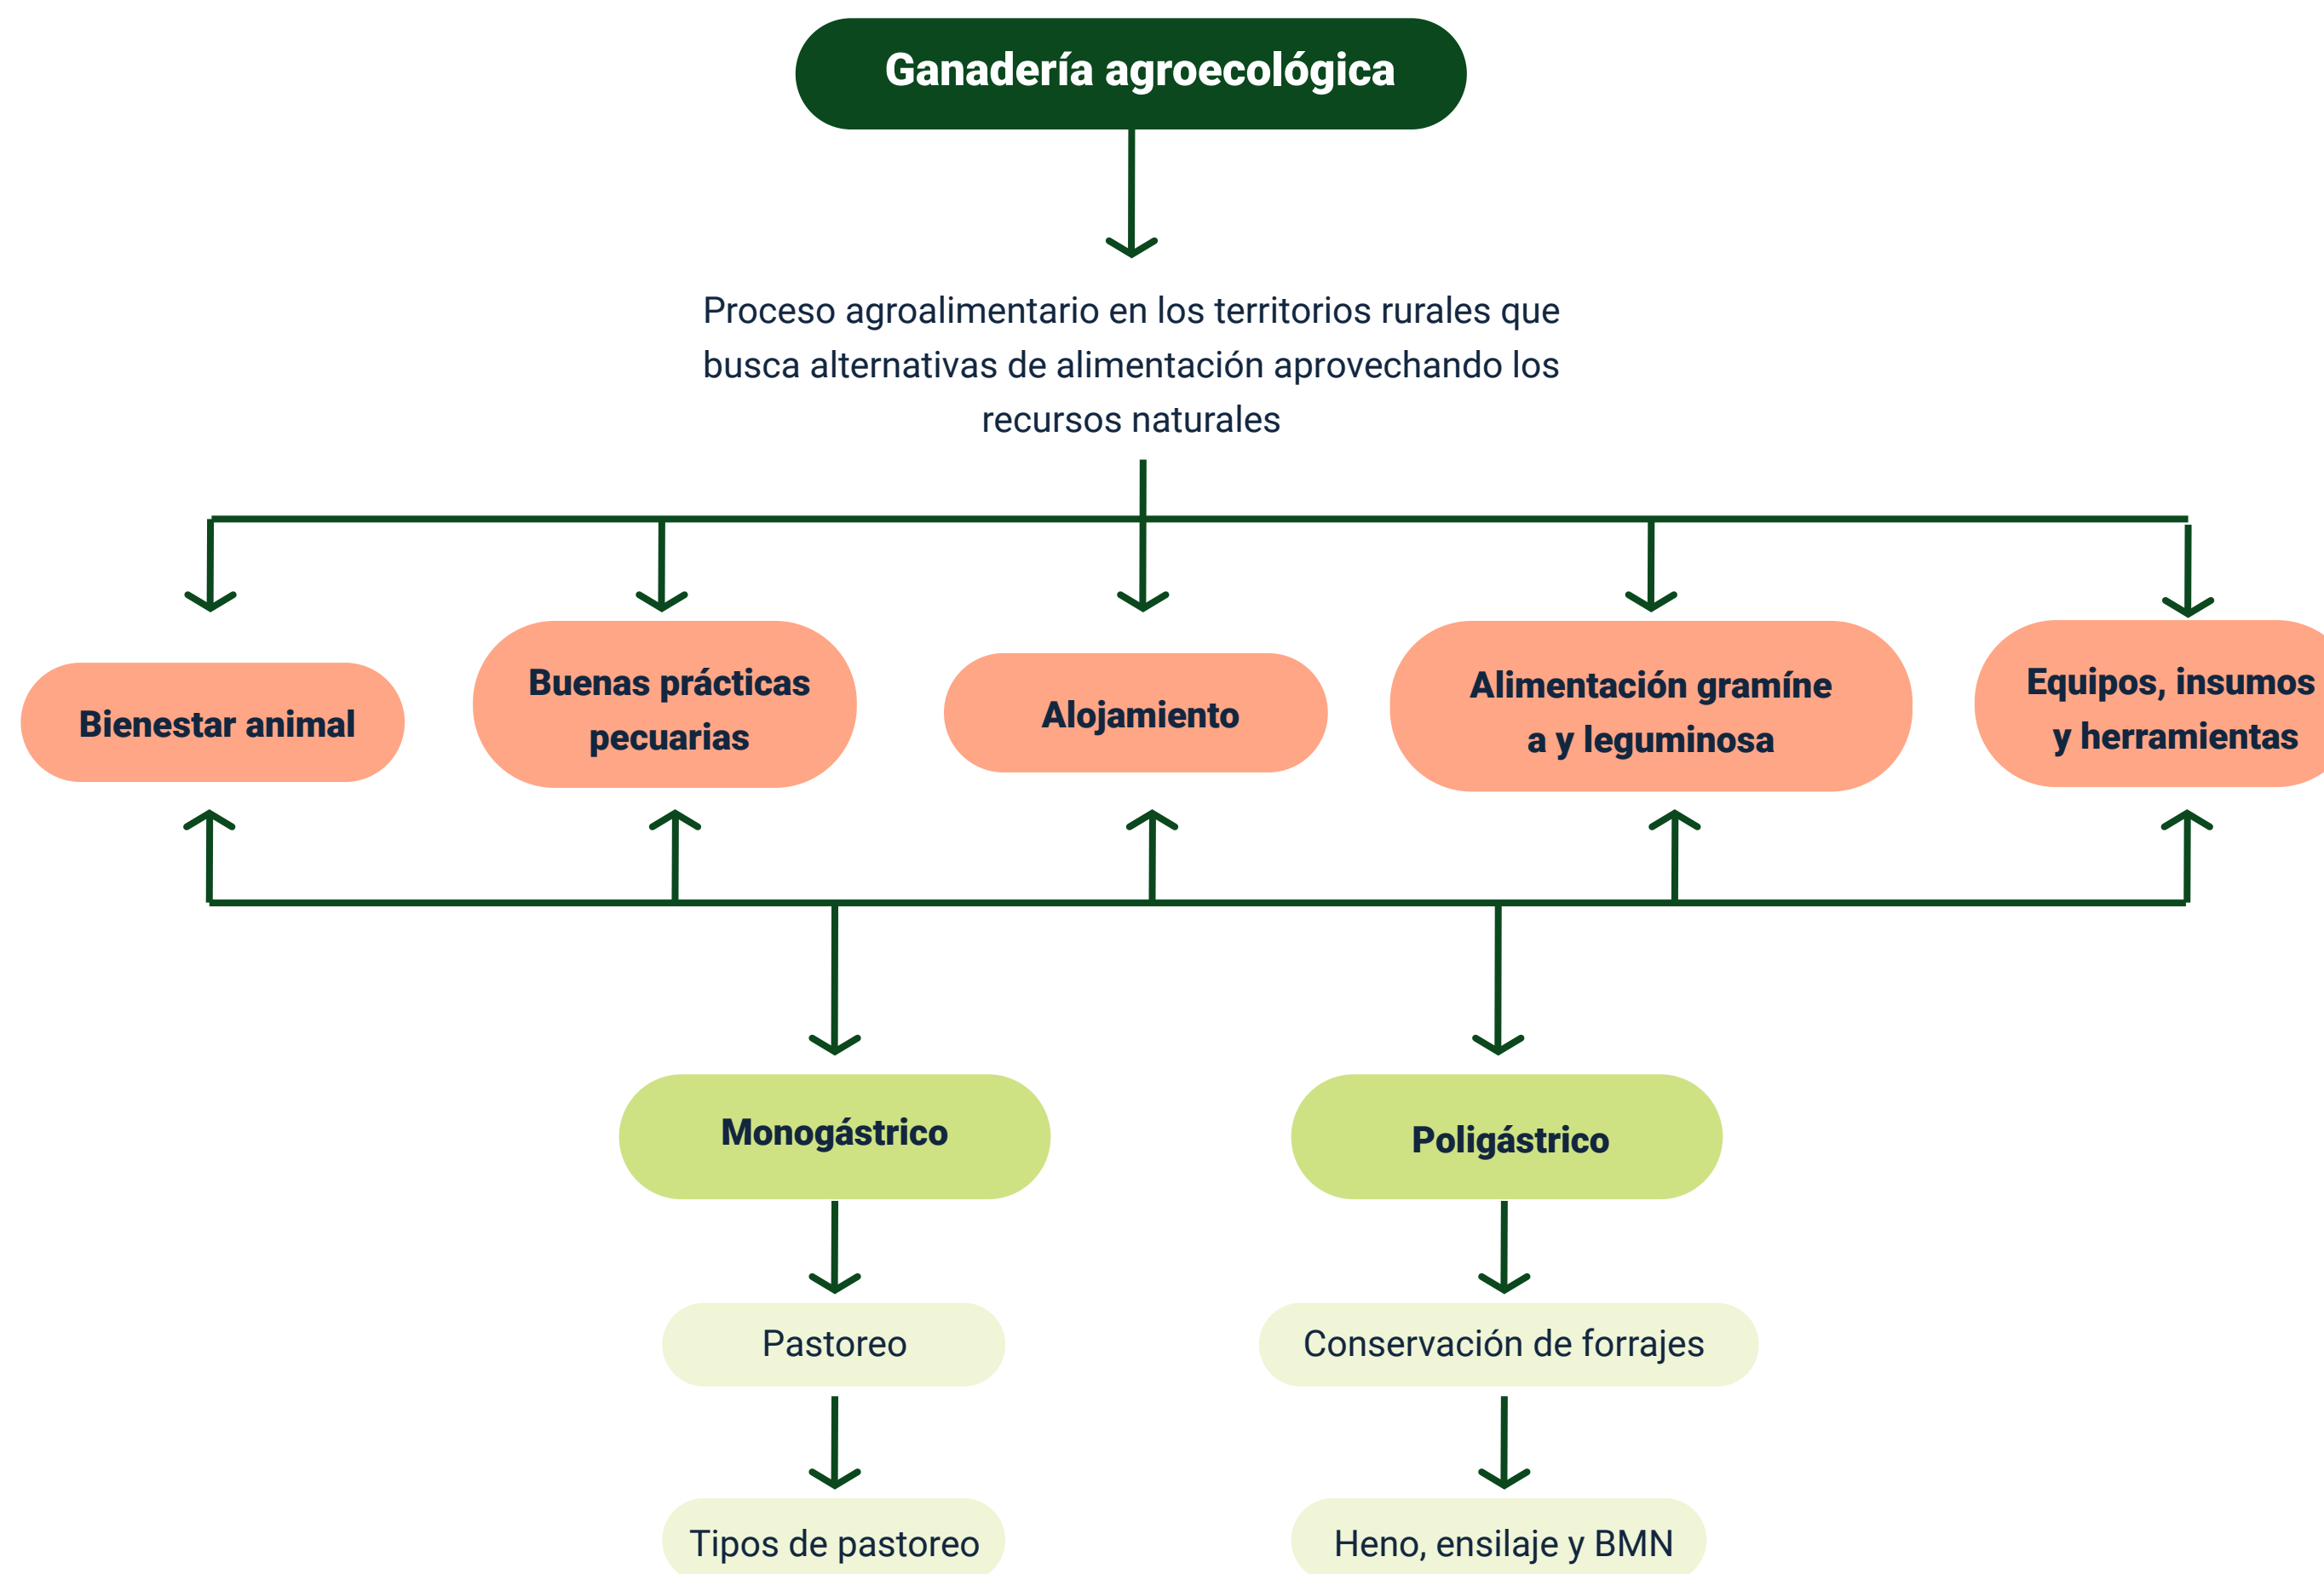 Ganadería agroecológica
Proceso agroalimentario en los territorios rurales que
busca alternativas de alimentación aprovechando los
recursos naturales
Bienestar animal
Buenas prácticas
pecuarias
Alojamiento
Alimentación gramíne
a y leguminosa
Equipos, insumos
y herramientas
Monogástrico
Poligástrico
Pastoreo
Conservación de forrajes
Tipos de pastoreo
Heno, ensilaje y BMN